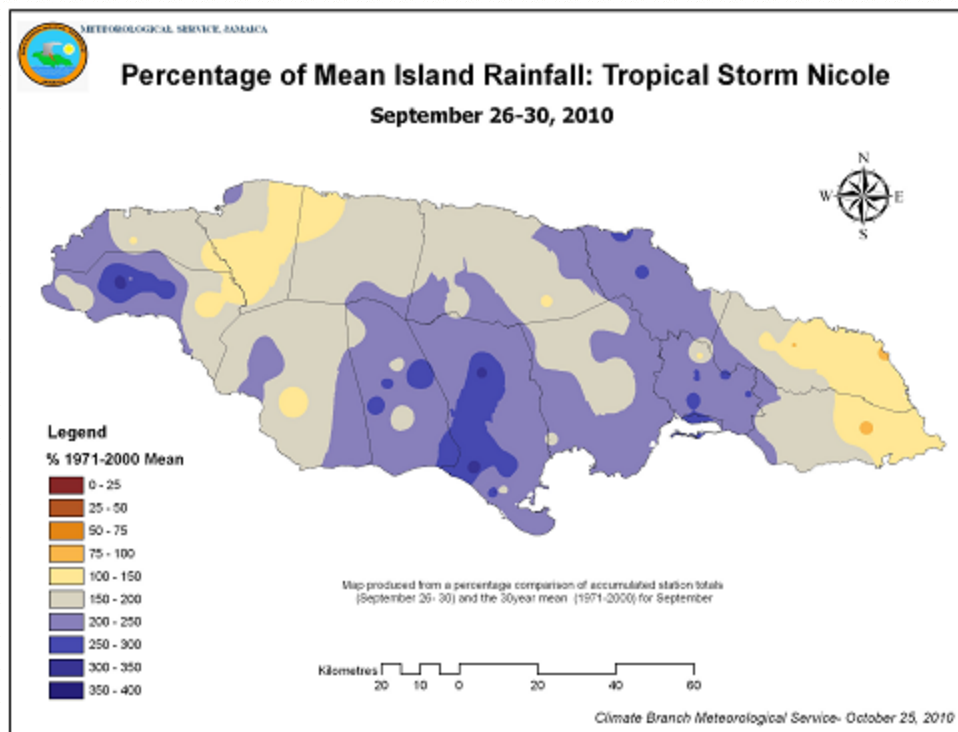 METEOROLOGICAL SERVICE, JAMAICA
Percentage of Mean Island Rainfall: Tropical Storm Nicole
September 26-30, 2010
N
W E
S
Legend
% 1971-2000 Mean
0 - 25
25 - 50
50 - 75
75 - 100
100 - 150
150 - 200
200 - 250
250 - 300
300 - 350
350 - 400
Map produced from a percentage comparison of accumulated station totals
(September 26- 30) and the 30year mean (1971-2000) for September
Kilometres
20 10 0 20 40 60
Climate Branch Meteorological Service- October 25, 2010